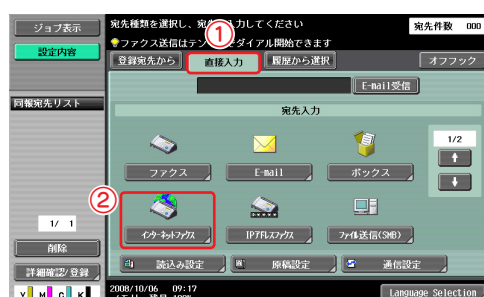 ジョブ表示
宛先種類を選択し、宛先を入力してください
宛先件数 000
設定内容
ファクス送信はテンキーでダイアル開始できます
①
登録宛先から
直接入力
履歴から選択
オフフック
E-mail受信
同報宛先リスト
宛先入力
1/2
ファクス
E-mail
ボックス
②
インターネットファクス
IPアドレスファクス
ファイル送信(SMB)
1/ 1
削除
読込み設定
原稿設定
通信設定
詳細確認/登録
Y M C K
2008/10/06 09:17
メモリ 残量 100%
Language Selection